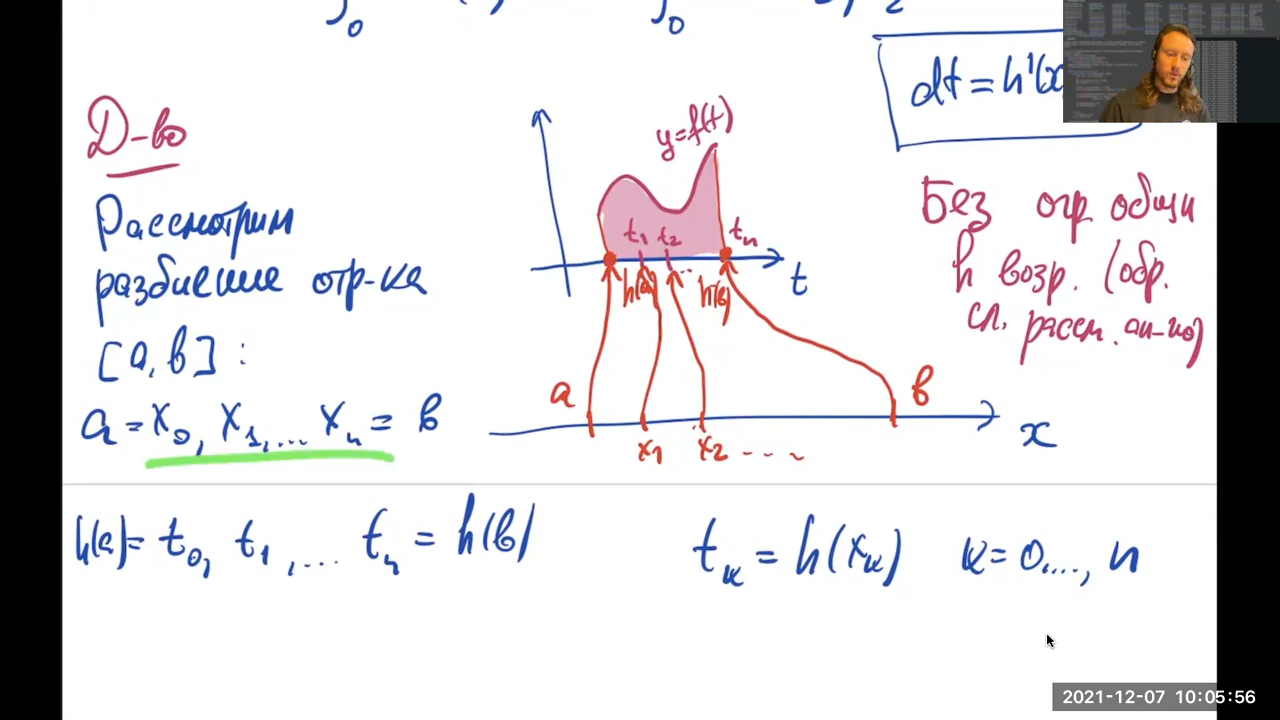 dt = h'(x
Д-во
y=f(t)
Рассмотрим
разбиение отр-ка
[a, b] :
a = x₀, x₁,... xₙ = b
t₁ t₂ tₙ
h(a) ... h(b)
t
a b
x₁ x₂ ...
x
Без огр общн
h возр. (обр.
сл. рассм. ан-но)
h(a)= t₀, t₁ ,... tₙ = h(b)
tₖ = h(xₖ) k = 0,..., n
2021-12-07 10:05:56